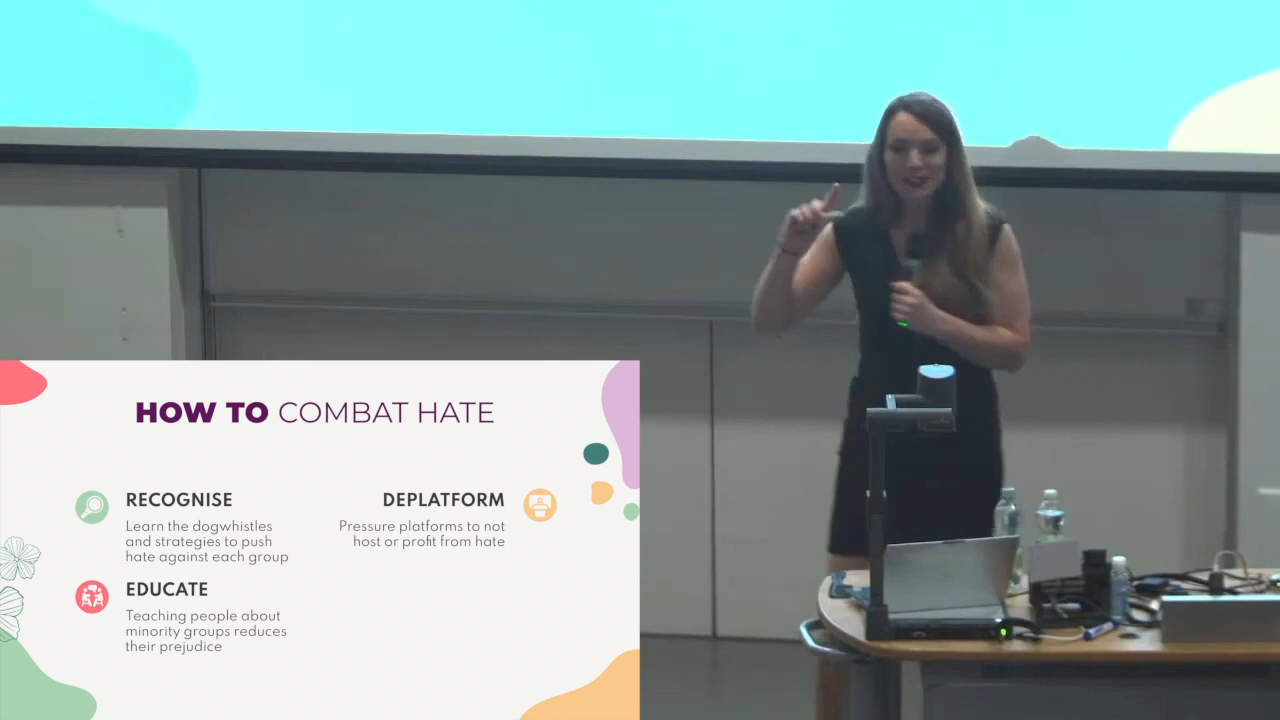 HOW TO COMBAT HATE
RECOGNISE
Learn the dogwhistles
and strategies to push
hate against each group
EDUCATE
Teaching people about
minority groups reduces
their prejudice
DEPLATFORM
Pressure platforms to not
host or profit from hate